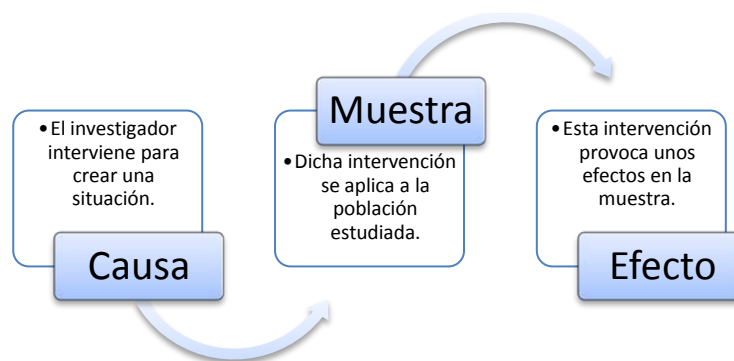 • El investigador
interviene para
crear una
situación.
Causa
Muestra
• Dicha intervención
se aplica a la
población
estudiada.
• Esta intervención
provoca unos
efectos en la
muestra.
Efecto